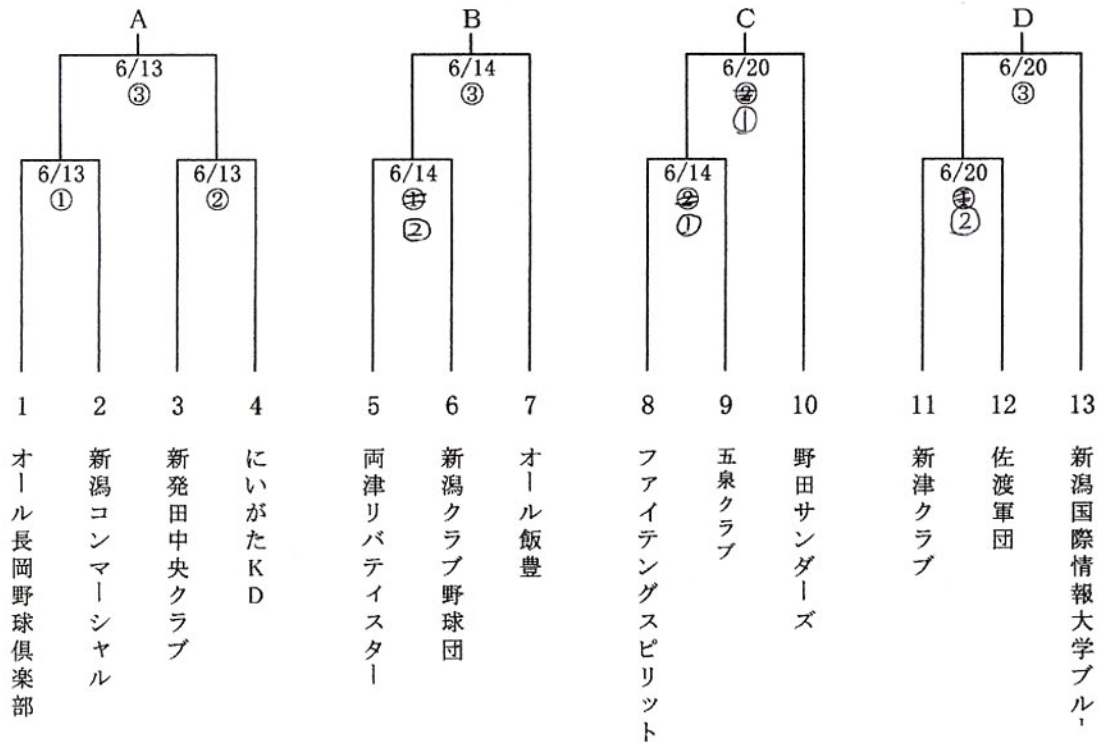 A
B
C
D
6/13
③
6/14
③
6/20
②
①
6/20
③
6/13
①
6/13
②
6/14
①
②
6/14
②
①
6/20
①
②
1
2
3
4
5
6
7
8
9
10
11
12
13
オール長岡野球倶楽部
新潟コンマーシャル
新発田中央クラブ
にいがたKD
両津リバティスター
新潟クラブ野球団
オール飯豊
ファイテングスピリット
五泉クラブ
野田サンダーズ
新津クラブ
佐渡軍団
新潟国際情報大学ブルー